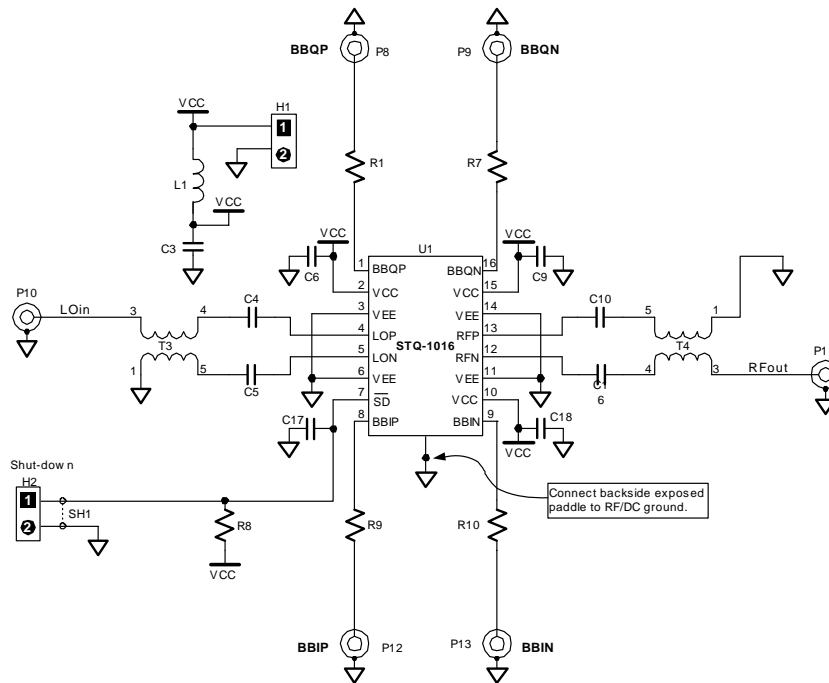 BBQP
P8
P9
BBQN
VCC
H1
1
2
L1
VCC
C3
R1
R7
VCC
U1
VCC
C6
C9
1
BBQP
BBQN
16
2
VCC
VCC
15
3
VEE
VEE
14
4
LOP
RFP
13
STQ-1016
5
LON
RFN
12
6
VEE
VEE
11
7
SD
VCC
10
8
BBIP
BBIN
9
P10
LOin
3
4
C4
T3
1
5
C5
C10
5
1
T4
C1
6
4
3
RFout
P1
C17
C18
VCC
Shut-down
H2
1
2
SH1
R8
VCC
R9
R10
Connect backside exposed
paddle to RF/DC ground.
BBIP
P12
P13
BBIN